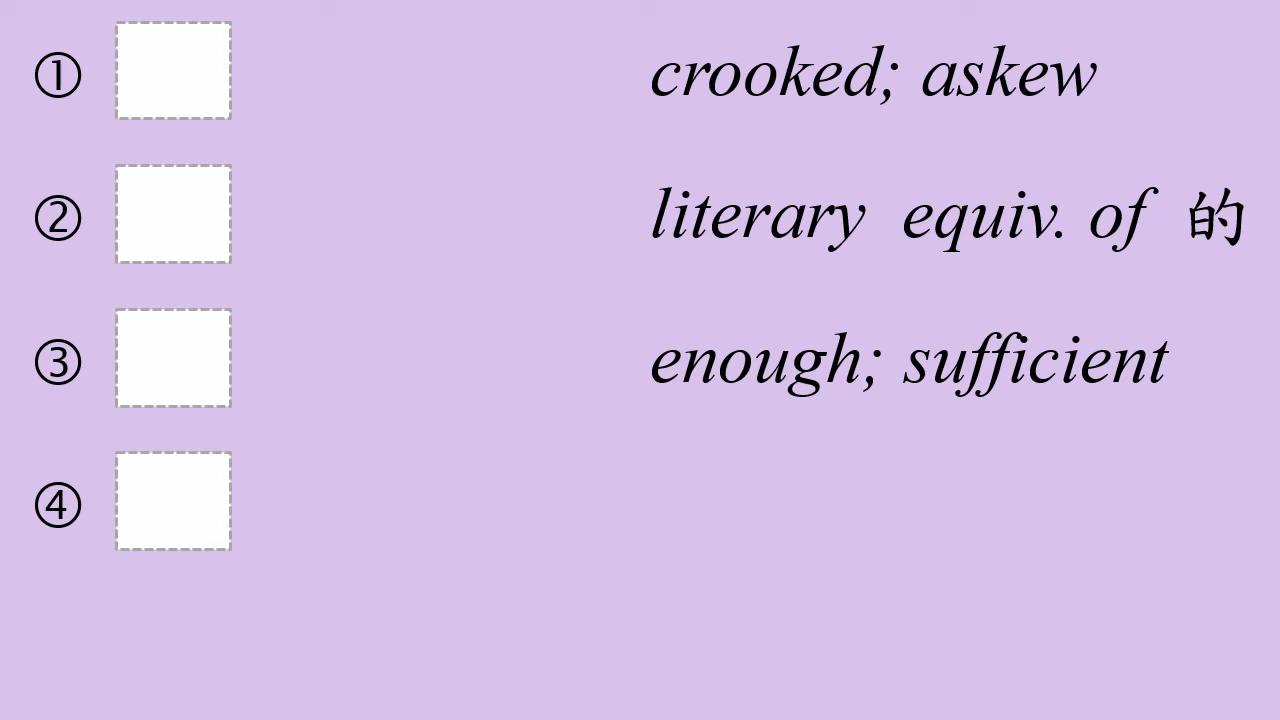 ① crooked; askew
② literary equiv. of 的
③ enough; sufficient
④